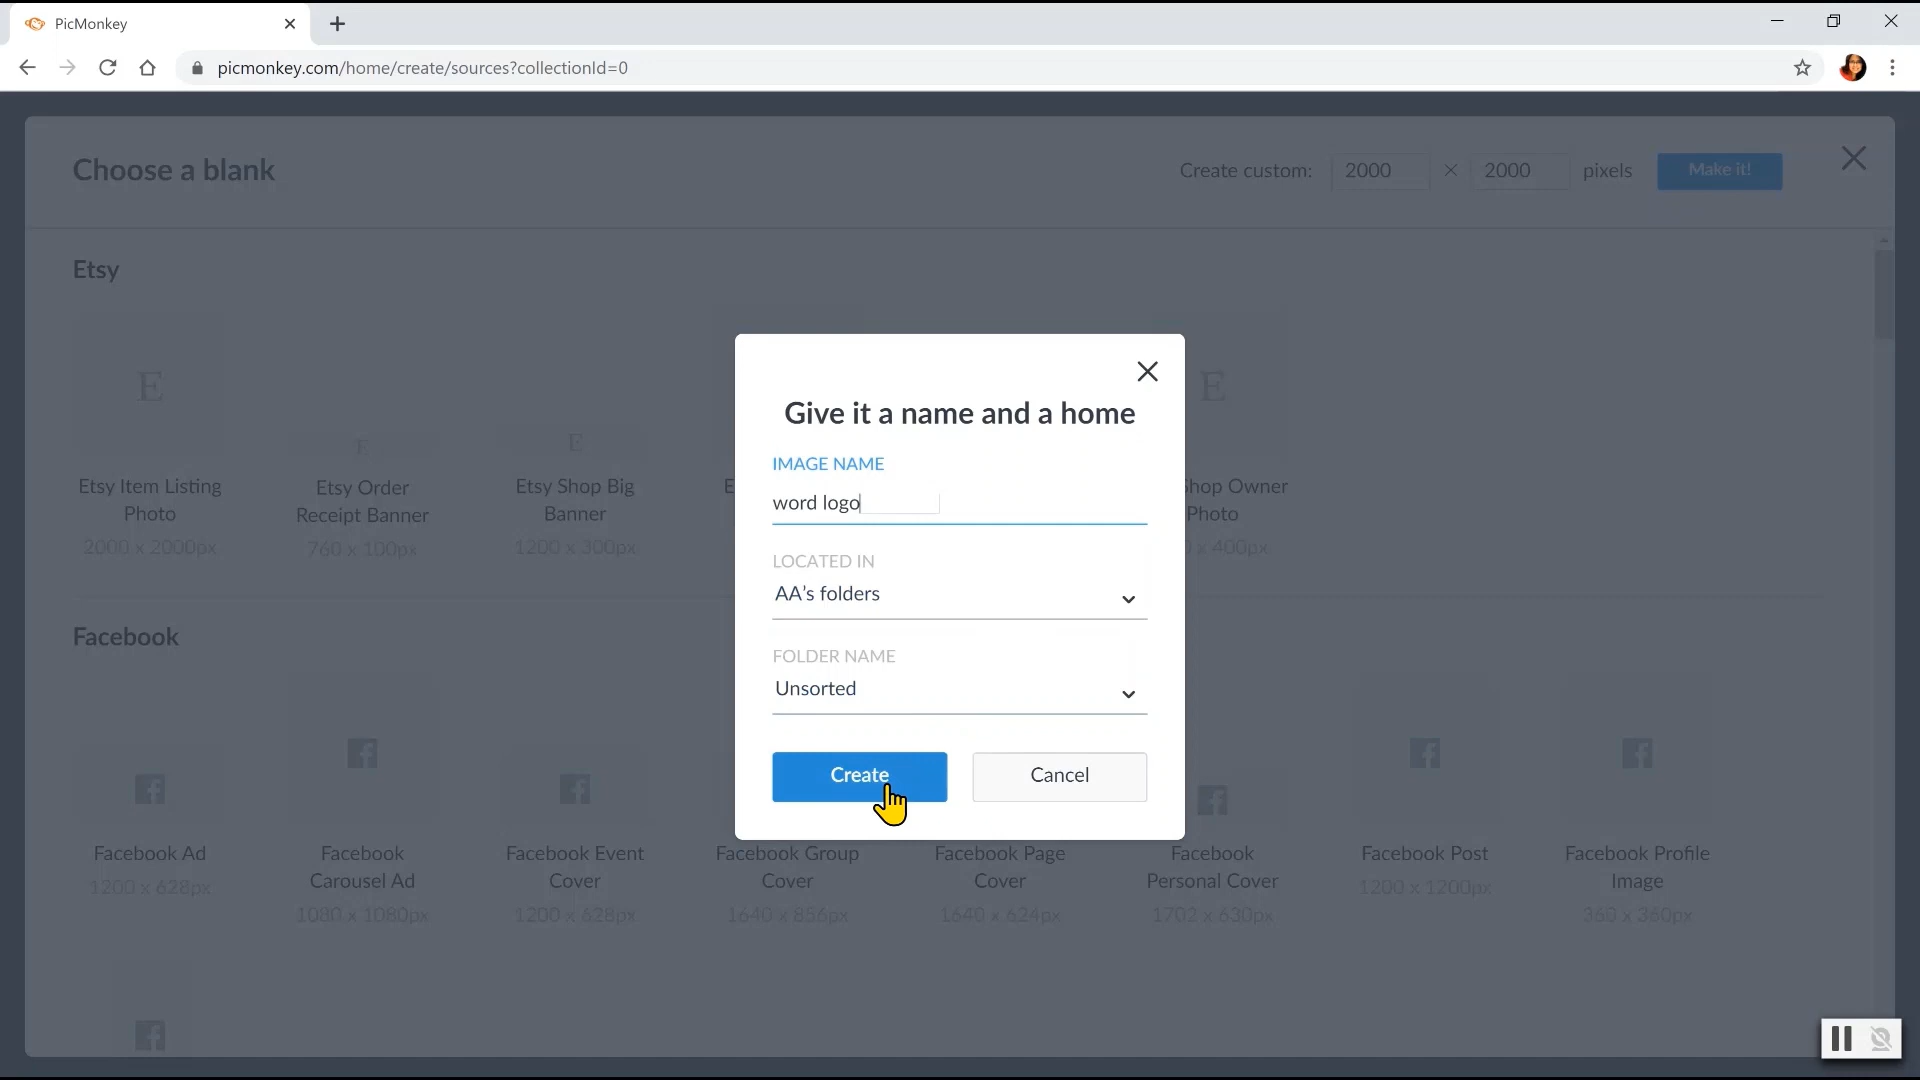 PicMonkey
picmonkey.com/home/create/sources?collectionId=0
Choose a blank
Create custom: 2000 × 2000 pixels Make it!
Etsy
E
E
E
E
Etsy Item Listing
Photo
2000 x 2000px
Etsy Order
Receipt Banner
760 x 100px
Etsy Shop Big
Banner
1200 x 300px
E
Shop Owner
Photo
x 400px
Give it a name and a home
IMAGE NAME
word logo
LOCATED IN
AA's folders
FOLDER NAME
Unsorted
Create
Cancel
Facebook
Facebook Ad
1200 x 628px
Facebook
Carousel Ad
1080 x 1080px
Facebook Event
Cover
1200 x 628px
Facebook Group
Cover
1640 x 856px
Facebook Page
Cover
1640 x 624px
Facebook
Personal Cover
1702 x 630px
Facebook Post
1200 x 1200px
Facebook Profile
Image
360 x 360px